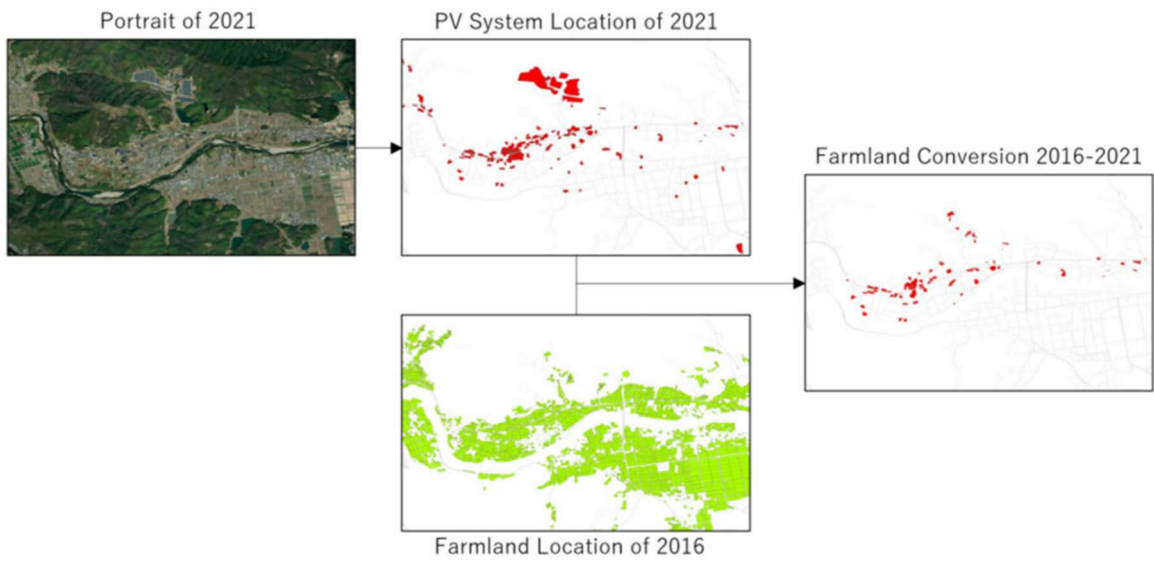 Portrait of 2021
PV System Location of 2021
Farmland Conversion 2016-2021
Farmland Location of 2016